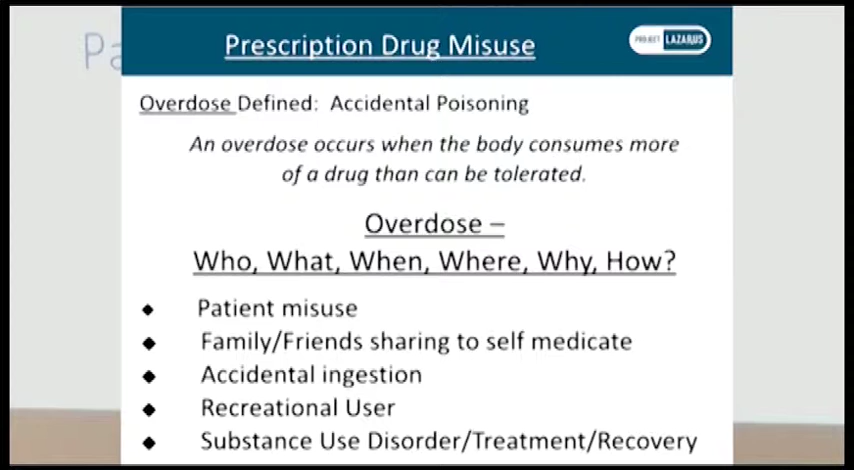 Pa
Prescription Drug Misuse
PROJECT LAZARUS
Overdose Defined: Accidental Poisoning
An overdose occurs when the body consumes more
of a drug than can be tolerated.
Overdose –
Who, What, When, Where, Why, How?
◆ Patient misuse
◆ Family/Friends sharing to self medicate
◆ Accidental ingestion
◆ Recreational User
◆ Substance Use Disorder/Treatment/Recovery